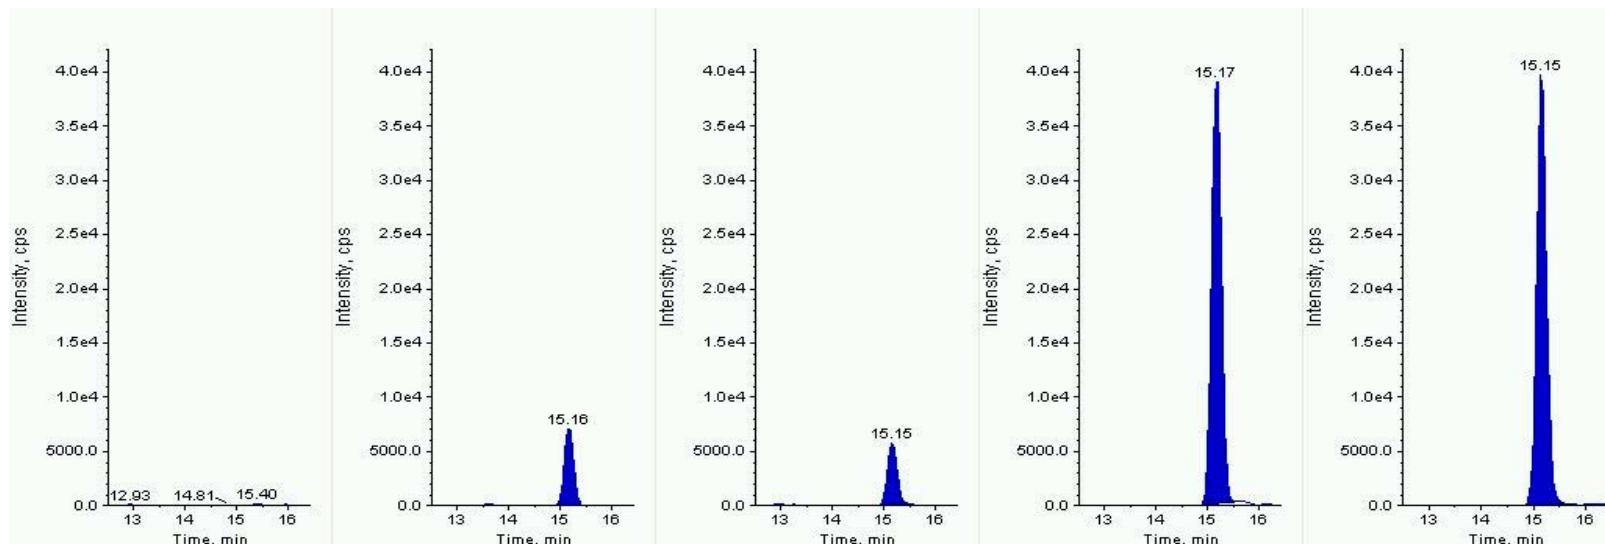 Intensity, cps
4.0e4
3.5e4
3.0e4
2.5e4
2.0e4
1.5e4
1.0e4
5000.0
0.0
12.93 14.81 15.40
13 14 15 16
Time, min
Intensity, cps
4.0e4
3.5e4
3.0e4
2.5e4
2.0e4
1.5e4
1.0e4
5000.0
0.0
15.16
13 14 15 16
Time, min
Intensity, cps
4.0e4
3.5e4
3.0e4
2.5e4
2.0e4
1.5e4
1.0e4
5000.0
0.0
15.15
13 14 15 16
Time, min
Intensity, cps
4.0e4
3.5e4
3.0e4
2.5e4
2.0e4
1.5e4
1.0e4
5000.0
0.0
15.17
13 14 15 16
Time, min
Intensity, cps
4.0e4
3.5e4
3.0e4
2.5e4
2.0e4
1.5e4
1.0e4
5000.0
0.0
15.15
13 14 15 16
Time, min